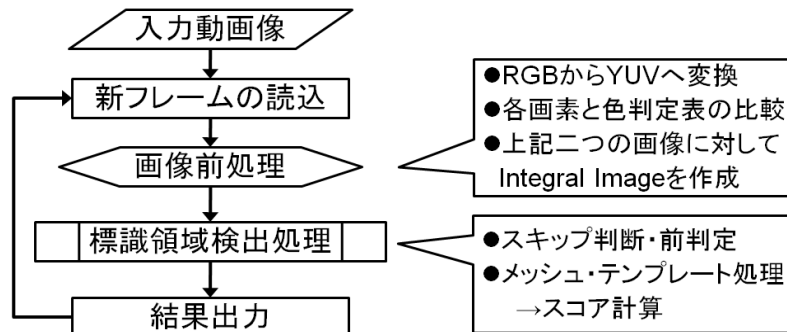 入力動画像
新フレームの読込
画像前処理
標識領域検出処理
結果出力
●RGBからYUVへ変換
●各画素と色判定表の比較
●上記二つの画像に対して
Integral Imageを作成
●スキップ判断・前判定
●メッシュ・テンプレート処理
→スコア計算